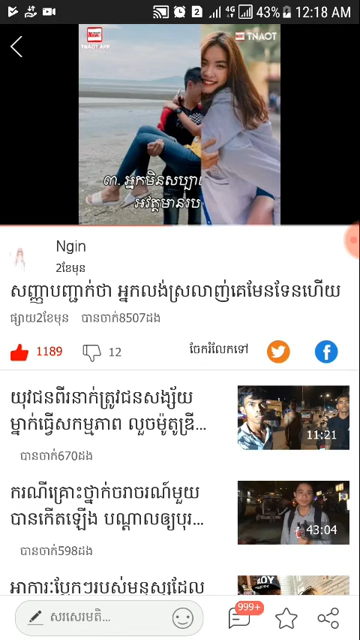 2 4G 43% 12:18 AM
TNAOT APP
TNAOT
៣. អ្នកមិនសប្បា
អវត្តមានរប
Ngin
2ខែមុន
សញ្ញាបញ្ជាក់ថា អ្នកលង់ស្រលាញ់គេមែនទែនហើយ
ផ្សាយ2ខែមុន បានចាក់8507ដង
1189 12 ចែករំលែកទៅ
យុវជនពីរនាក់ត្រូវជនសង្ស័យ
ម្នាក់ធ្វើសកម្មភាព លួចម៉ូតូឌ្រី...
11:21
បានចាក់670ដង
ករណីគ្រោះថ្នាក់ចរាចរណ៍មួយ
បានកើតឡើង បណ្តាលឲ្យបុរ...
43:04
បានចាក់598ដង
អាការៈប្លែកៗរបស់មនុស្សដែល
សរសេរមតិ...
999+